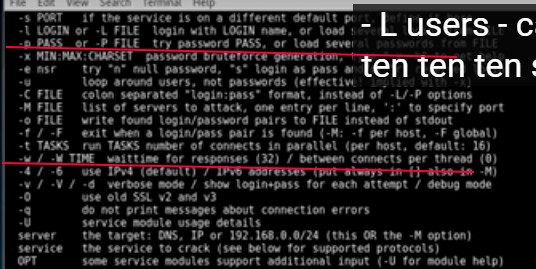 File Edit View Search Terminal Help
-s PORT if the service is on a different default por
-l LOGIN or -L FILE login with LOGIN name, or load
-p PASS or -P FILE try password PASS, or load several passwords from FILE
-x MIN:MAX:CHARSET password bruteforce generation,
-e nsr try "n" null password, "s" login as pass and
-u loop around users, not passwords (effective! implied with -x)
-C FILE colon separated "login:pass" format, instead of -L/-P options
-M FILE list of servers to attack, one entry per line, ':' to specify port
-o FILE write found login/password pairs to FILE instead of stdout
-f / -F exit when a login/pass pair is found (-M: -f per host, -F global)
-t TASKS run TASKS number of connects in parallel (per host, default: 16)
-w / -W TIME waittime for responses (32) / between connects per thread (0)
-4 / -6 use IPv4 (default) / IPv6 addresses (put always in [] also in -M)
-v / -V / -d verbose mode / show login+pass for each attempt / debug mode
-O use old SSL v2 and v3
-q do not print messages about connection errors
-U service module usage details
server the target: DNS, IP or 192.168.0.0/24 (this OR the -M option)
service the service to crack (see below for supported protocols)
OPT some service modules support additional input (-U for module help)
- L users - ca
ten ten ten s